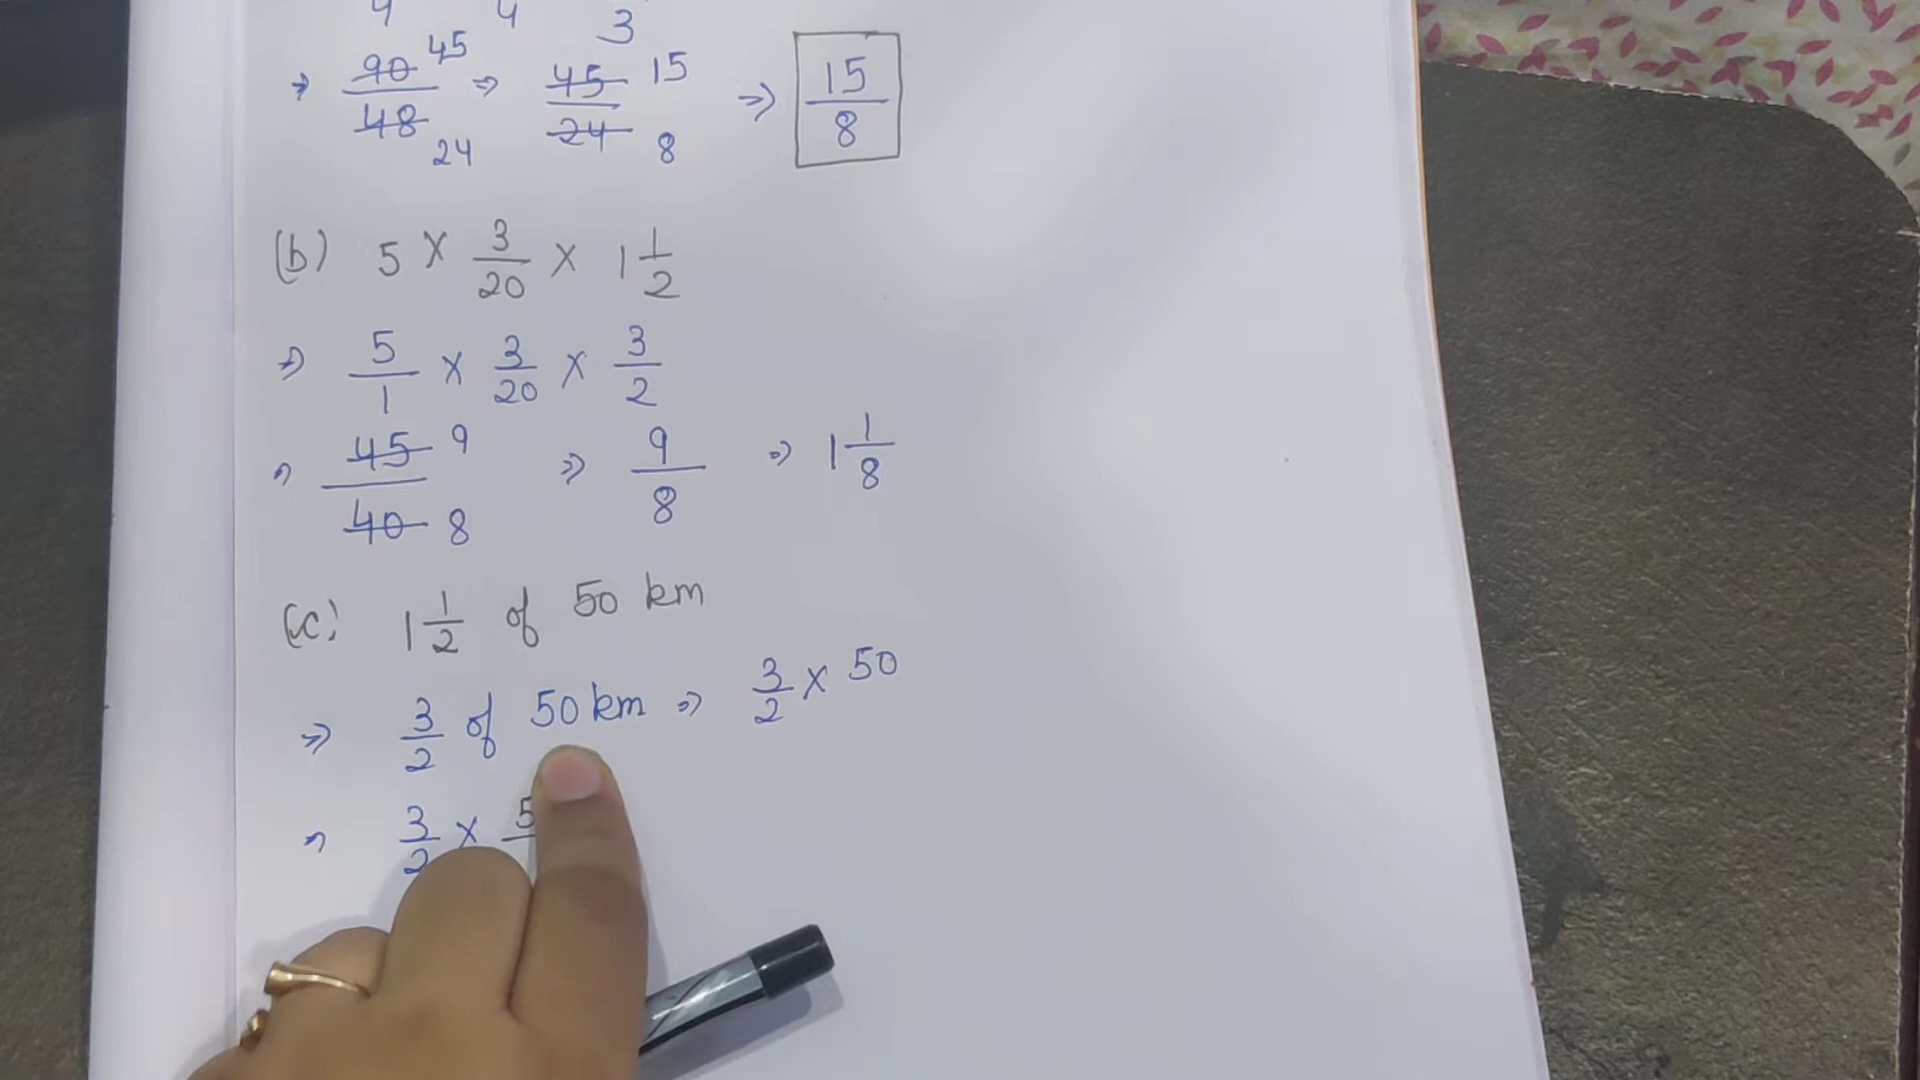 4 4 3
⇒ 90/48 45 24 ⇒ 45/24 15 8 ⇒ 15/8
(b) 5 × 3/20 × 1 1/2
⇒ 5/1 × 3/20 × 3/2
⇒ 45/40 9 8 ⇒ 9/8 ⇒ 1 1/8
(c) 1 1/2 of 50 km
⇒ 3/2 of 50 km ⇒ 3/2 × 50
⇒ 3/2 × 5